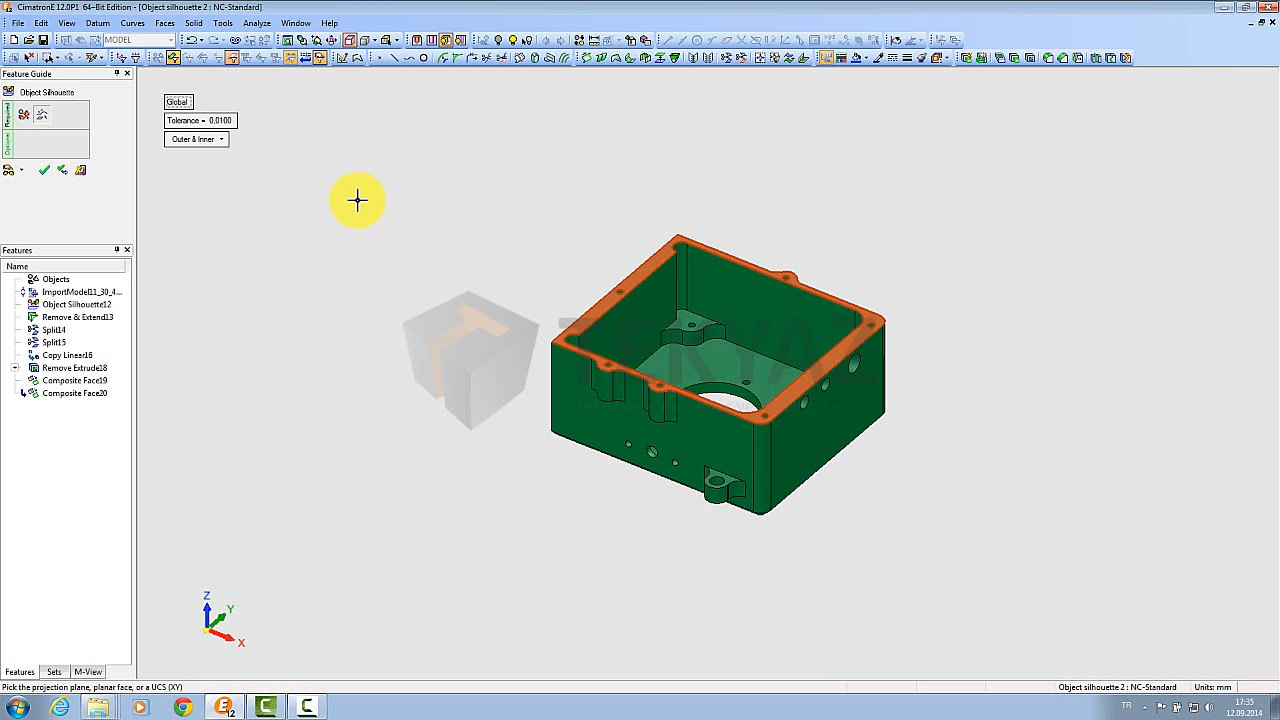 CimatronE 12.0P1 64-Bit Edition - [Object silhouette 2 : NC-Standard]
File Edit View Datum Curves Faces Solid Tools Analyze Window Help
MODEL
Feature Guide
Object Silhouette
Required
Optional
Global :
Tolerance = 0,0100
Outer & Inner
Features
Name
Objects
ImportModel11_30_4...
Object Silhouette12
Remove & Extend13
Split14
Split15
Copy Linear16
Remove Extrude18
Composite Face19
Composite Face20
Z
Y
X
Features Sets M-View
Pick the projection plane, planar face, or a UCS (XY)
Object silhouette 2 : NC-Standard Units: mm
12
TR
17:35
12.09.2014